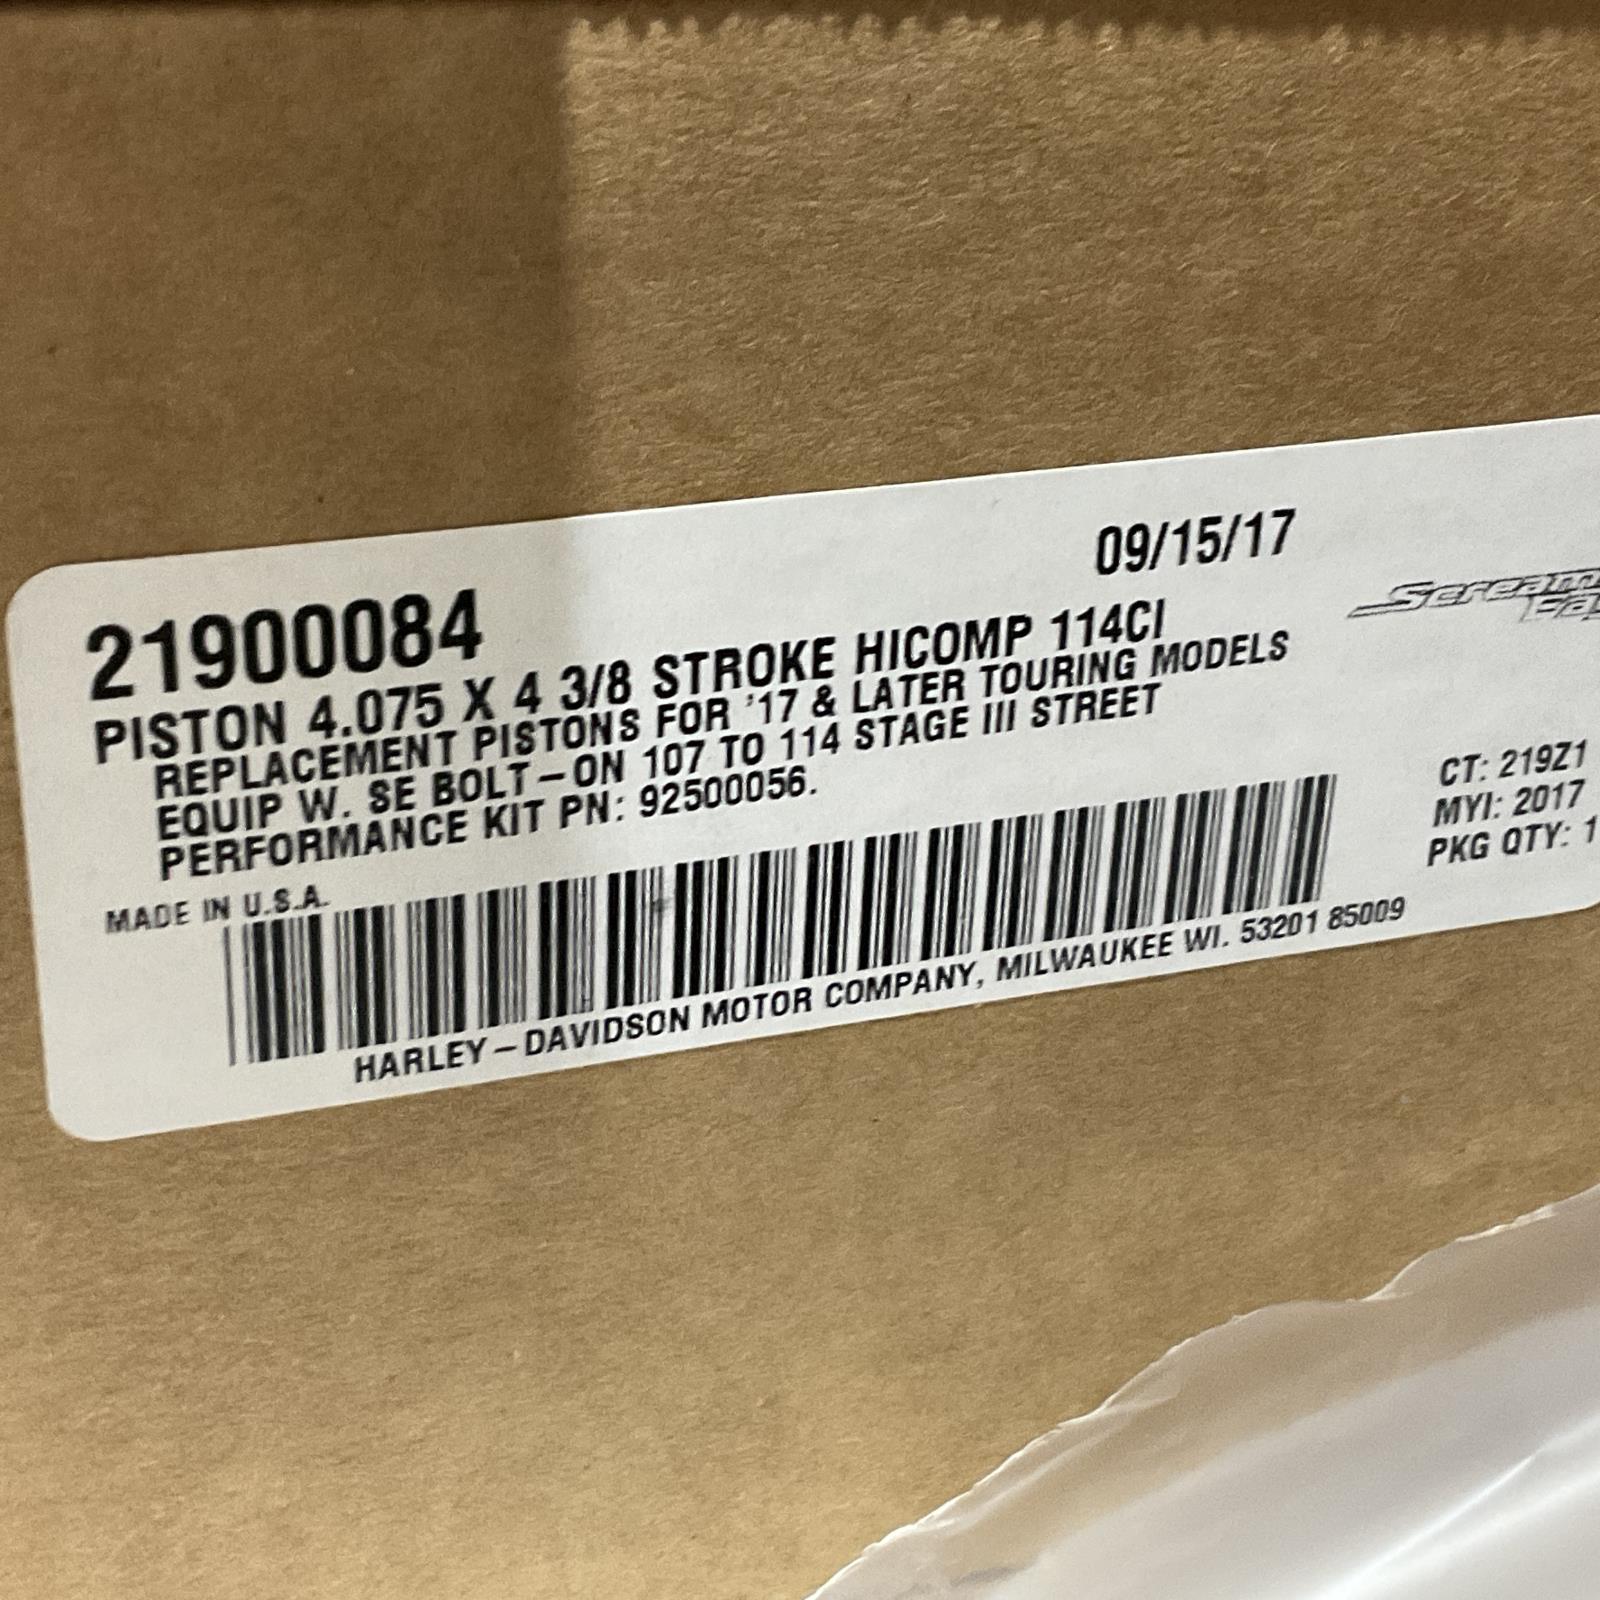 09/15/17
Screamin'
21900084
PISTON 4.075 X 4 3/8 STROKE HICOMP 114CI
REPLACEMENT PISTONS FOR '17 & LATER TOURING MODELS
EQUIP W. SE BOLT-ON 107 TO 114 STAGE III STREET
PERFORMANCE KIT PN: 92500056.
CT: 219Z1
MYI: 2017
PKG QTY: 1
MADE IN U.S.A.
HARLEY-DAVIDSON MOTOR COMPANY, MILWAUKEE WI. 53201 85009